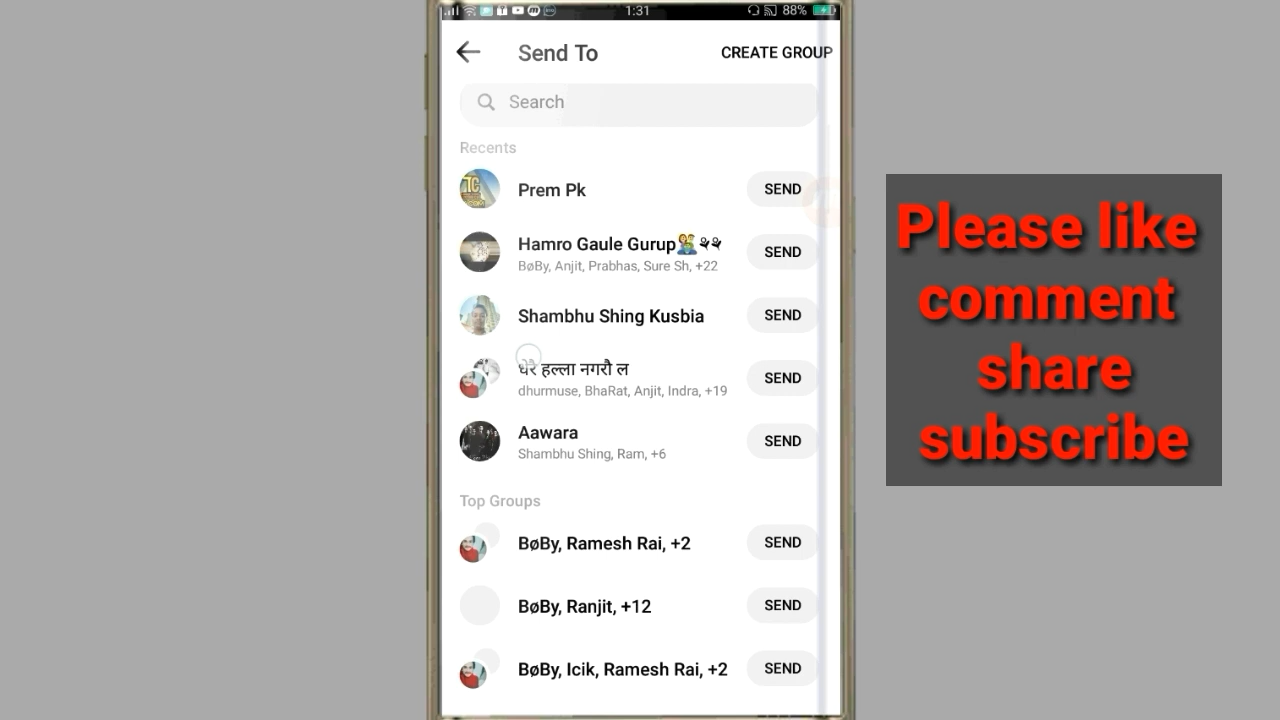 1:31
88%
Send To
CREATE GROUP
Search
Recents
Prem Pk
SEND
Hamro Gaule Gurup
BøBy, Anjit, Prabhas, Sure Sh, +22
SEND
Shambhu Shing Kusbia
SEND
धेरै हल्ला नगरौ ल
dhurmuse, BhaRat, Anjit, Indra, +19
SEND
Aawara
Shambhu Shing, Ram, +6
SEND
Top Groups
BøBy, Ramesh Rai, +2
SEND
BøBy, Ranjit, +12
SEND
BøBy, Icik, Ramesh Rai, +2
SEND
Please like
comment
share
subscribe